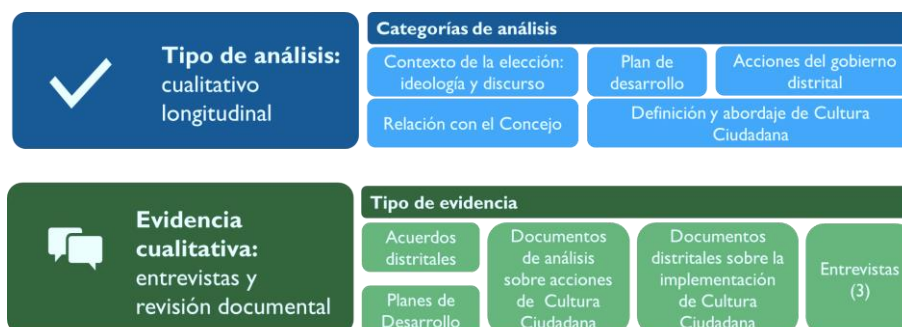 Tipo de análisis:
cualitativo
longitudinal
Categorías de análisis
Contexto de la elección:
ideología y discurso
Plan de
desarrollo
Acciones del gobierno
distrital
Relación con el Concejo
Definición y abordaje de Cultura
Ciudadana
Evidencia
cualitativa:
entrevistas y
revisión documental
Tipo de evidencia
Acuerdos
distritales
Planes de
Desarrollo
Documentos
de análisis
sobre acciones
de Cultura
Ciudadana
Documentos
distritales sobre la
implementación
de Cultura
Ciudadana
Entrevistas
(3)